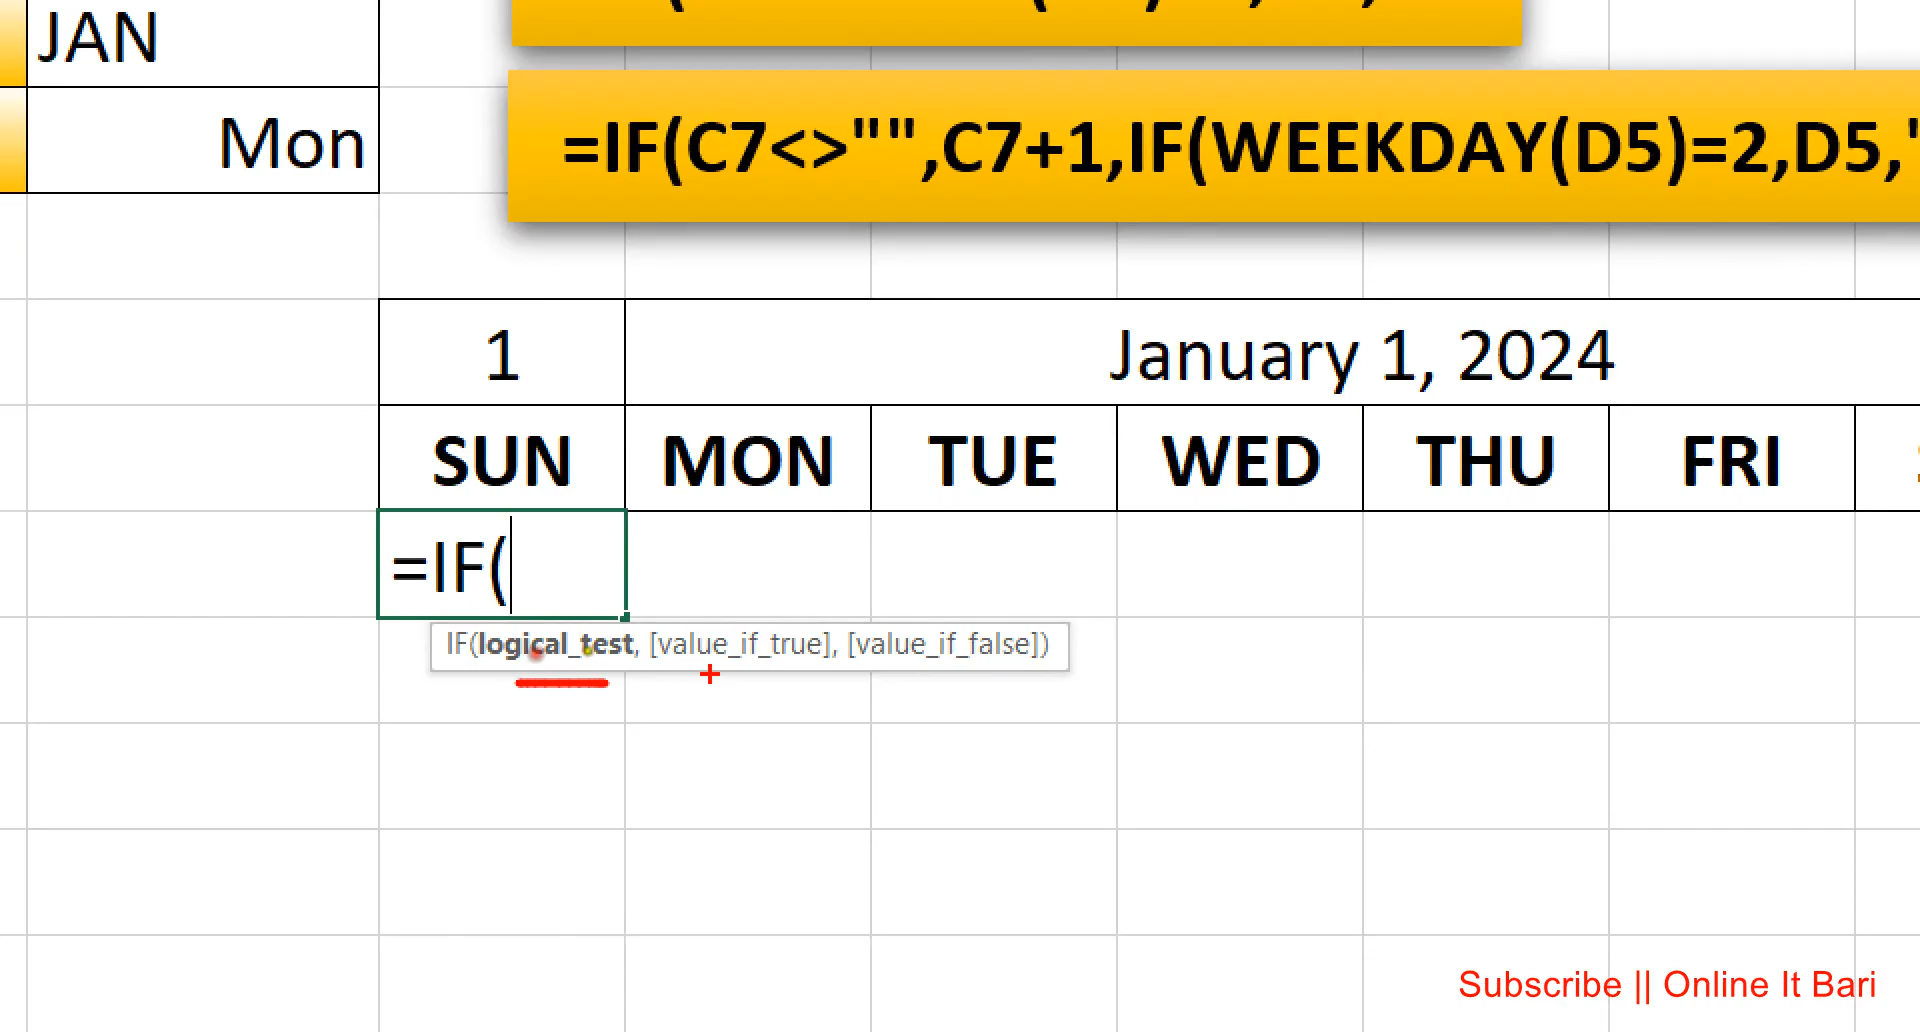 JAN
Mon
=IF(C7<>"",C7+1,IF(WEEKDAY(D5)=2,D5,"
1 January 1, 2024
SUN MON TUE WED THU FRI
=IF(
IF(logical_test, [value_if_true], [value_if_false])
Subscribe || Online It Bari